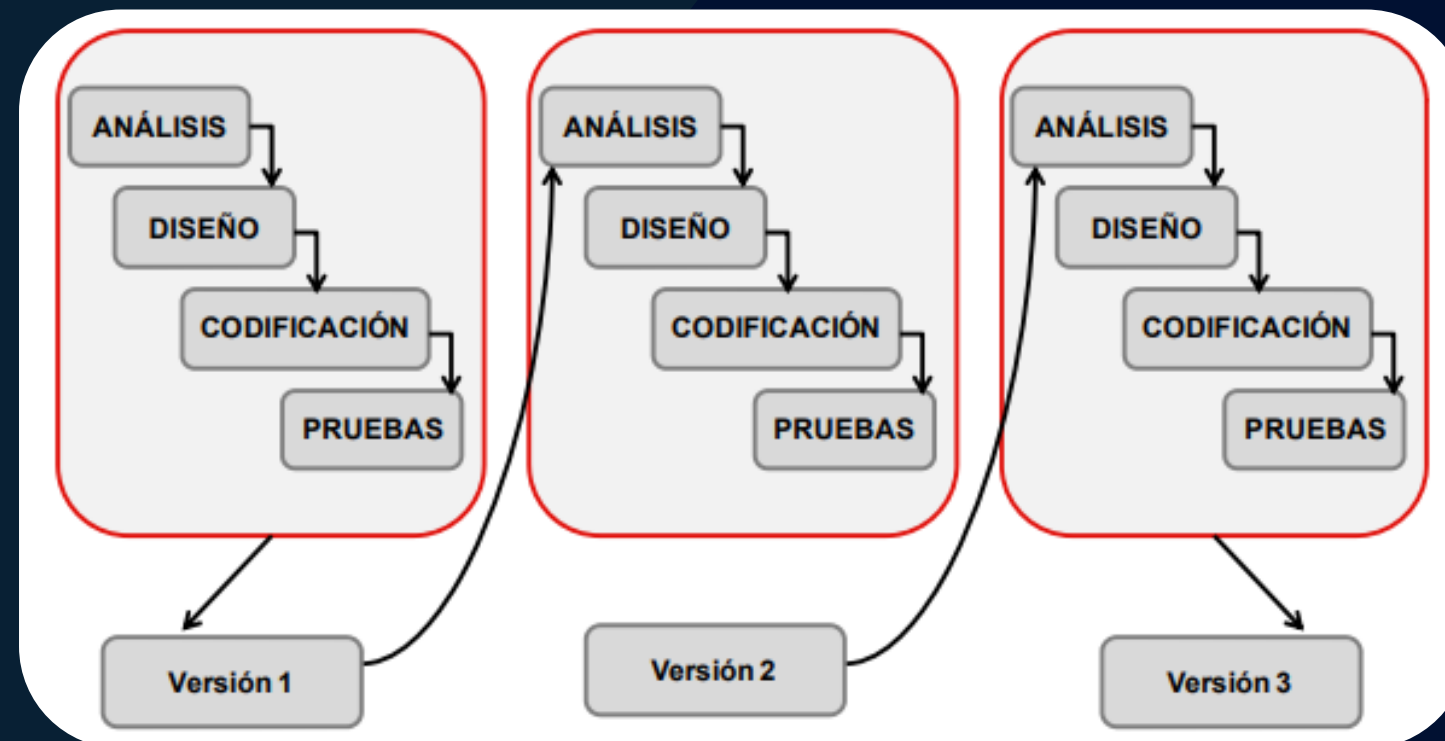 ANÁLISIS
DISEÑO
CODIFICACIÓN
PRUEBAS
Versión 1
ANÁLISIS
DISEÑO
CODIFICACIÓN
PRUEBAS
Versión 2
ANÁLISIS
DISEÑO
CODIFICACIÓN
PRUEBAS
Versión 3